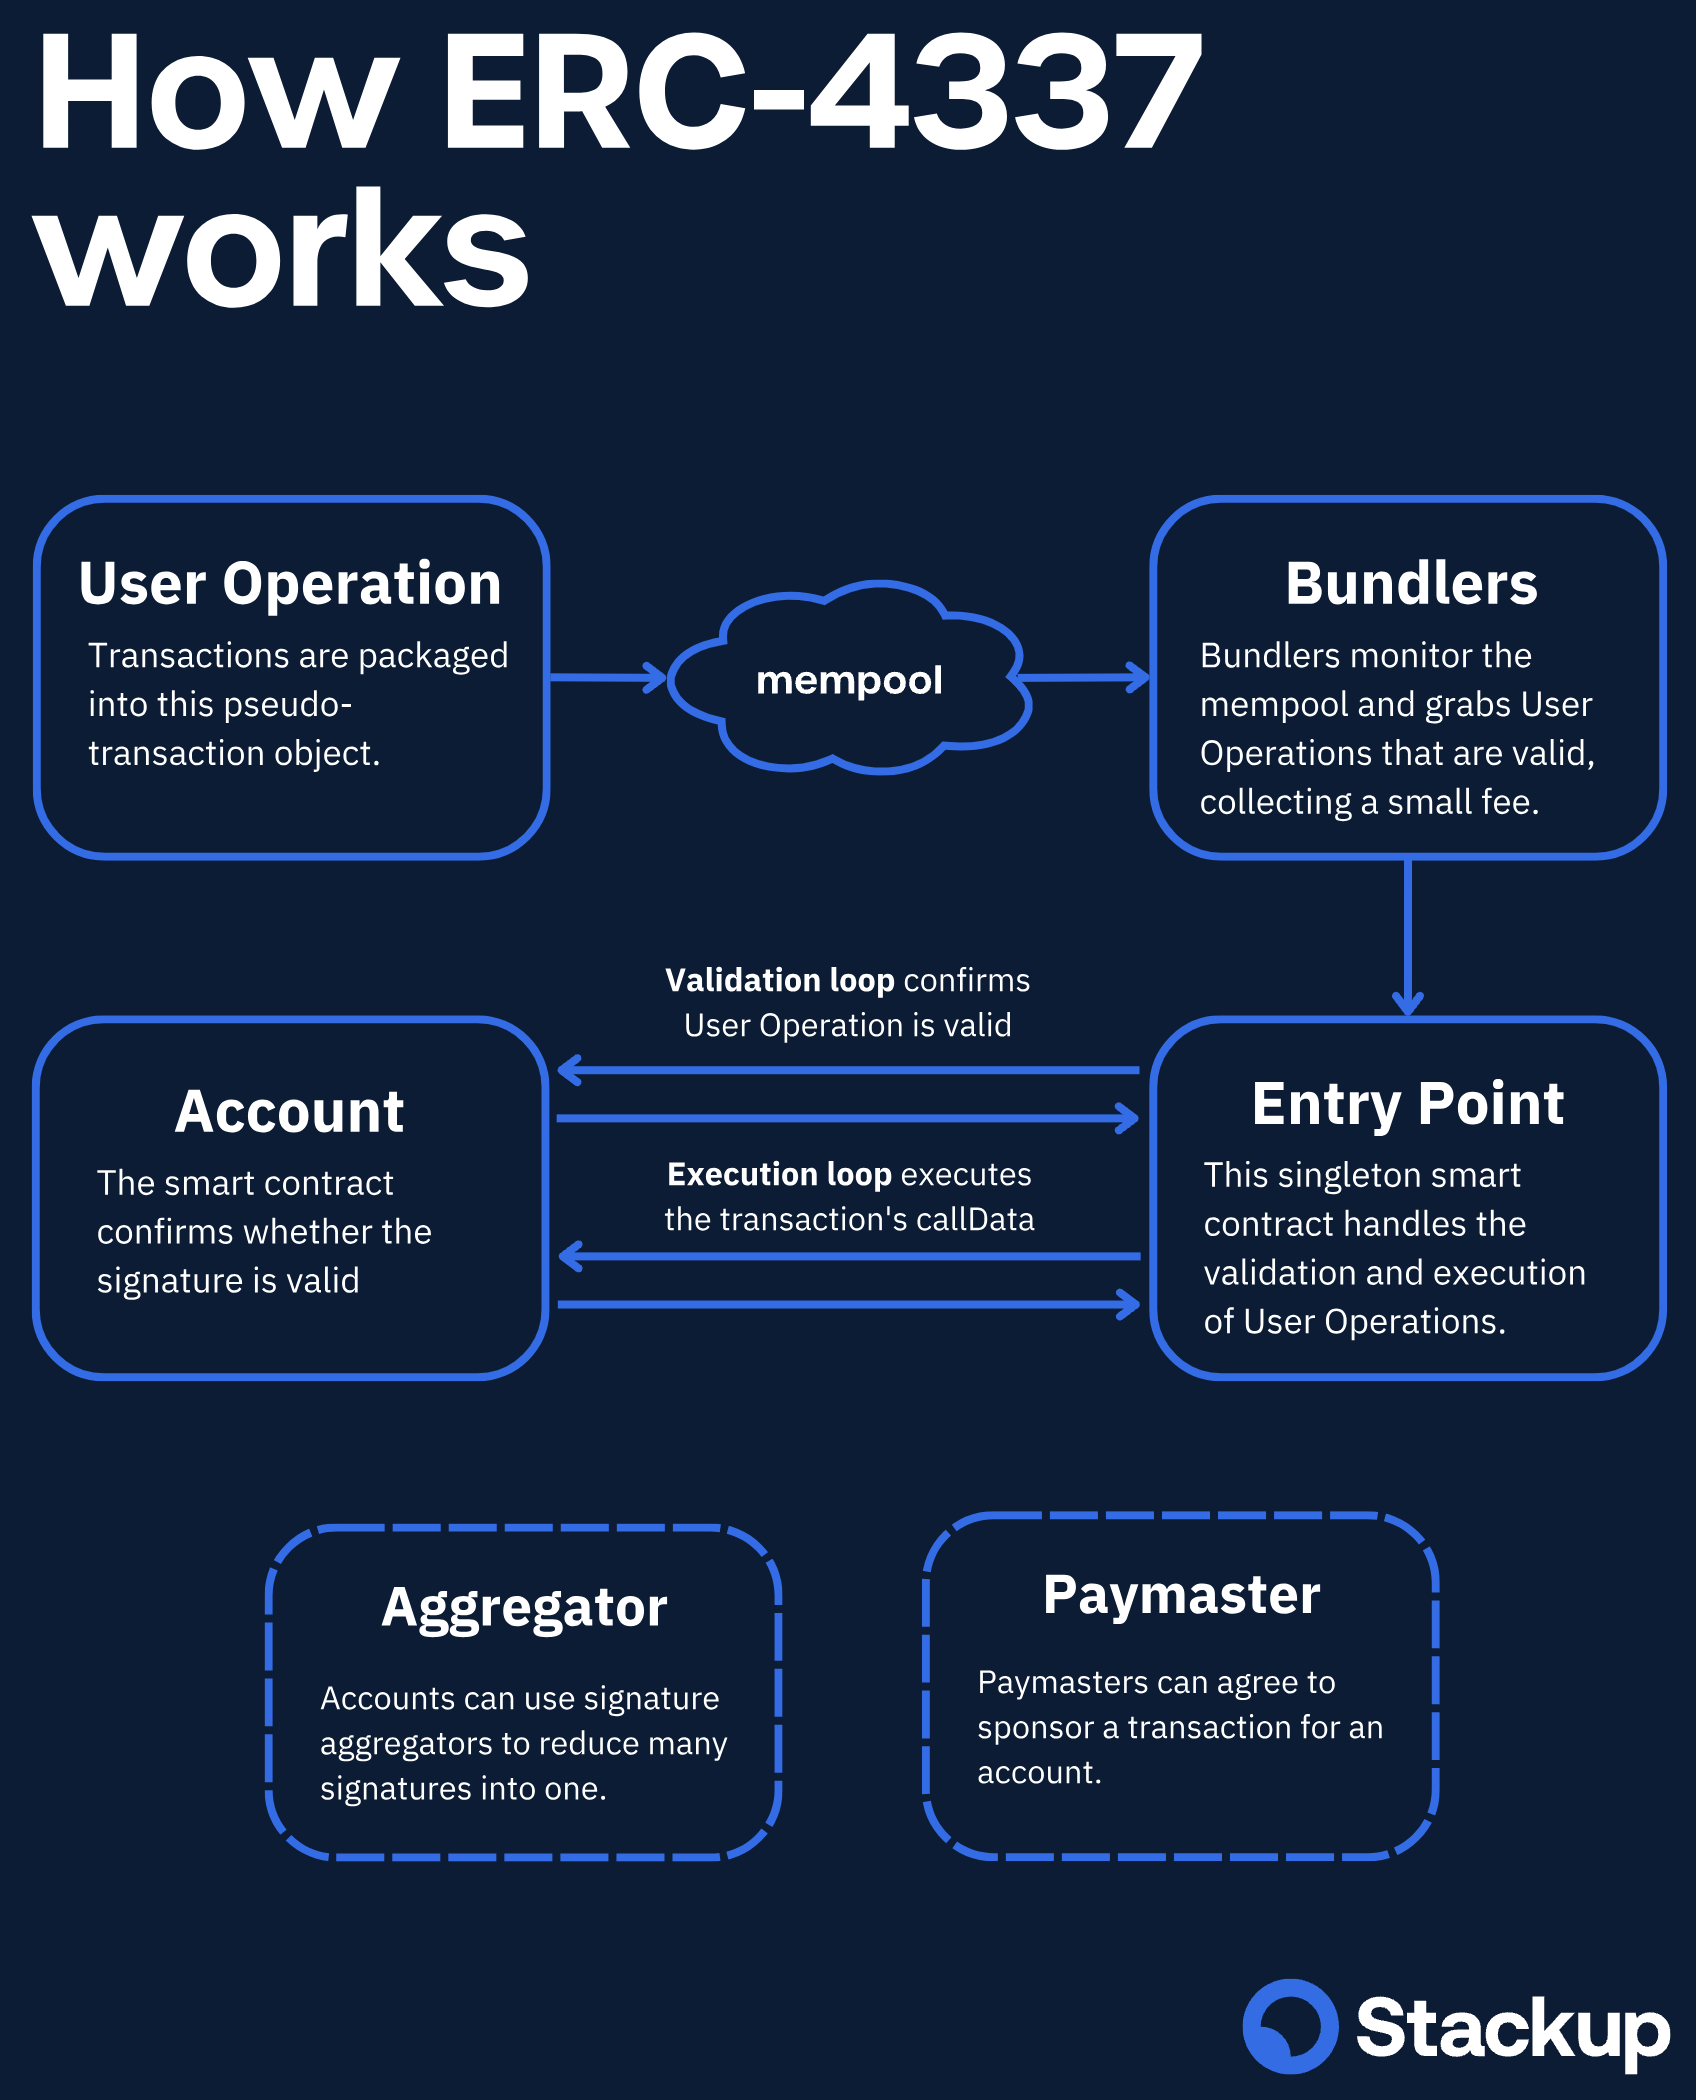 How ERC-4337
works
User Operation
Transactions are packaged
into this pseudo-
transaction object.
mempool
Bundlers
Bundlers monitor the
mempool and grabs User
Operations that are valid,
collecting a small fee.
Validation loop confirms
User Operation is valid
Account
The smart contract
confirms whether the
signature is valid
Execution loop executes
the transaction's callData
Entry Point
This singleton smart
contract handles the
validation and execution
of User Operations.
Aggregator
Accounts can use signature
aggregators to reduce many
signatures into one.
Paymaster
Paymasters can agree to
sponsor a transaction for an
account.
Stackup